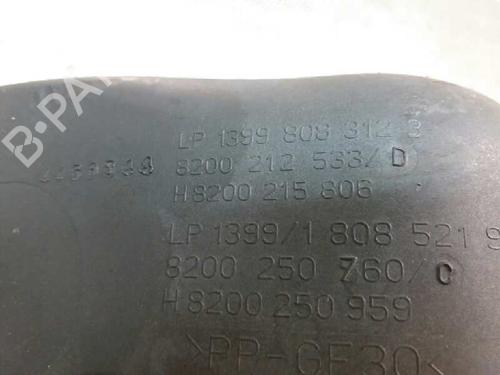 B-PARTS
LP 1399 808 312 3
8200 212 533/D
H8200 215 806
LP 1399/1 808 521 9
8200 250 760/C
H8200 250 959
>PP-GF30<